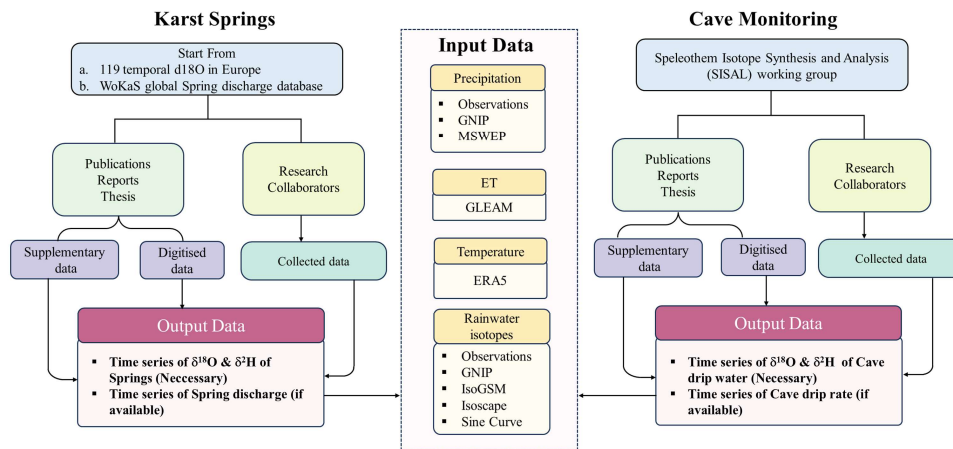 Karst Springs
Start From
a. 119 temporal d18O in Europe
b. WoKaS global Spring discharge database
Publications
Reports
Thesis
Research
Collaborators
Supplementary
data
Digitised
data
Collected data
Output Data
▪ Time series of δ¹⁸O & δ²H of
Springs (Neccessary)
▪ Time series of Spring discharge (if
available)
Input Data
Precipitation
▪ Observations
▪ GNIP
▪ MSWEP
ET
GLEAM
Temperature
ERA5
Rainwater
isotopes
▪ Observations
▪ GNIP
▪ IsoGSM
▪ Isoscape
▪ Sine Curve
Cave Monitoring
Speleothem Isotope Synthesis and Analysis
(SISAL) working group
Publications
Reports
Thesis
Research
Collaborators
Supplementary
data
Digitised
data
Collected data
Output Data
▪ Time series of δ¹⁸O & δ²H of Cave
drip water (Necessary)
▪ Time series of Cave drip rate (if
available)